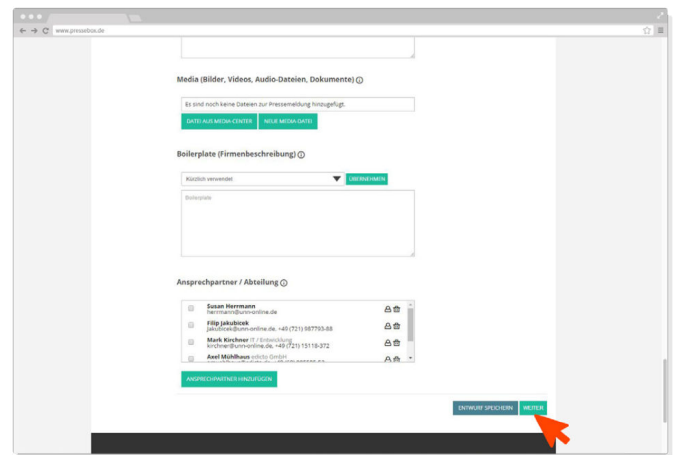 www.pressebox.de
Media (Bilder, Videos, Audio-Dateien, Dokumente)
Es sind noch keine Dateien zur Pressemeldung hinzugefügt.
DATEI AUS MEDIA-CENTER NEUE MEDIA-DATEI
Boilerplate (Firmenbeschreibung)
Kürzlich verwendet ÜBERNEHMEN
Boilerplate
Ansprechpartner / Abteilung
Susan Herrmann
herrmann@unn-online.de
Filip Jakubicek
jakubicek@unn-online.de, +49 (721) 987793-88
Mark Kirchner IT / Entwicklung
kirchner@unn-online.de, +49 (721) 15118-372
Axel Mühlhaus edicto GmbH
ANSPRECHPARTNER HINZUFÜGEN
ENTWURF SPEICHERN WEITER